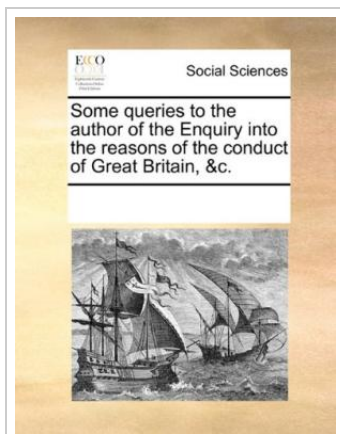 ECCO
Social Sciences
Some queries to the
author of the Enquiry into
the reasons of the conduct
of Great Britain, &c.